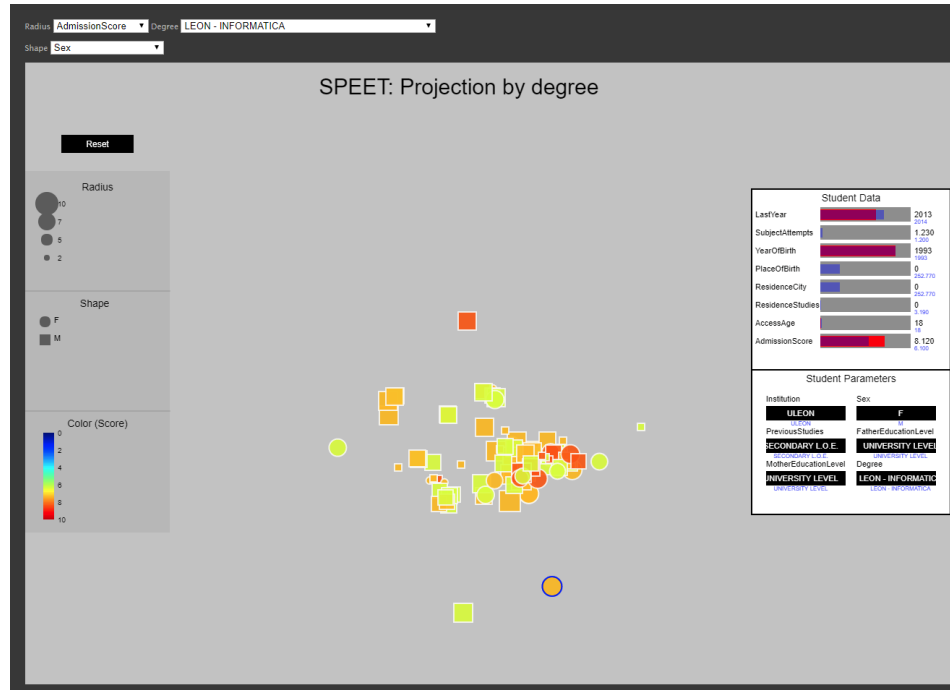 Radius AdmissionScore Degree LEON - INFORMATICA
Shape Sex
SPEET: Projection by degree
Reset
Radius
10
7
5
2
Shape
F
M
Color (Score)
0
2
4
6
8
10
Student Data
LastYear 2013
2014
SubjectAttempts 1.230
1.200
YearOfBirth 1993
1993
PlaceOfBirth 0
252.770
ResidenceCity 0
252.770
ResidenceStudies 0
3.190
AccessAge 18
18
AdmissionScore 8.120
6.100
Student Parameters
Institution Sex
ULEON F
ULEON M
PreviousStudies FatherEducationLevel
SECONDARY L.O.E. UNIVERSITY LEVEL
SECONDARY L.O.E. UNIVERSITY LEVEL
MotherEducationLevel Degree
UNIVERSITY LEVEL LEON - INFORMATIC
UNIVERSITY LEVEL LEON - INFORMATICA